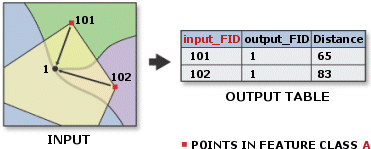 101
1
102
INPUT
input_FID output_FID Distance
101 1 65
102 1 83
OUTPUT TABLE
POINTS IN FEATURE CLASS A